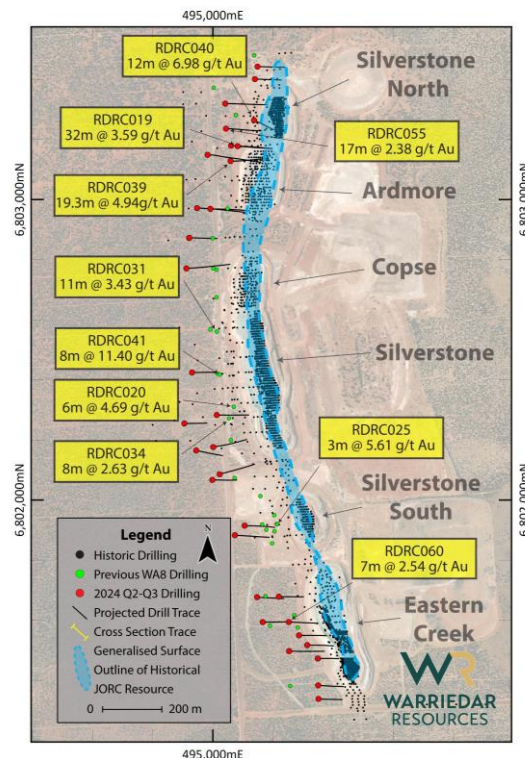 495,000mE
RDRC040
12m @ 6.98 g/t Au
Silverstone
North
RDRC019
32m @ 3.59 g/t Au
RDRC055
17m @ 2.38 g/t Au
RDRC039
19.3m @ 4.94g/t Au
Ardmore
6,803,000mN
6,803,000mN
RDRC031
11m @ 3.43 g/t Au
Copse
RDRC041
8m @ 11.40 g/t Au
Silverstone
RDRC020
6m @ 4.69 g/t Au
RDRC025
3m @ 5.61 g/t Au
RDRC034
8m @ 2.63 g/t Au
6,802,000mN
6,802,000mN
Silverstone
South
RDRC060
7m @ 2.54 g/t Au
Eastern
Creek
Legend
N
Historic Drilling
Previous WA8 Drilling
2024 Q2-Q3 Drilling
Projected Drill Trace
Cross Section Trace
Generalised Surface
Outline of Historical
JORC Resource
0 200 m
WR
WARRIEDAR
RESOURCES
495,000mE